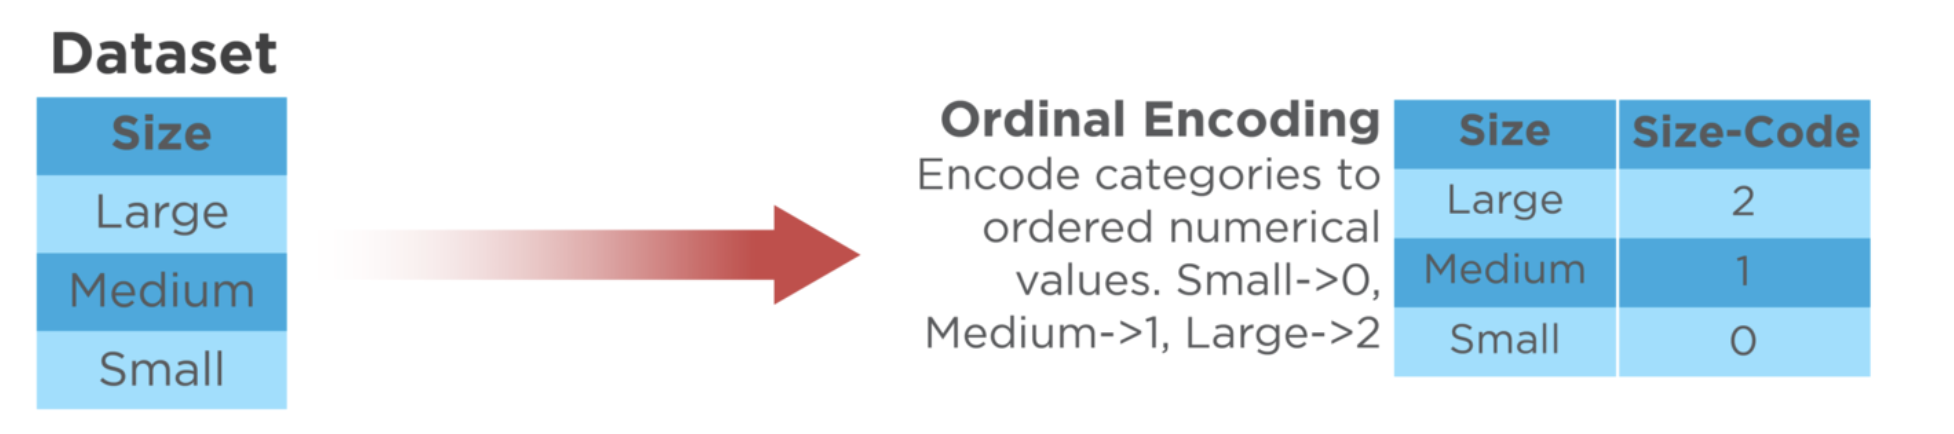 Dataset
Size
Large
Medium
Small
Ordinal Encoding
Encode categories to
ordered numerical
values. Small->0,
Medium->1, Large->2
Size Size-Code
Large 2
Medium 1
Small 0